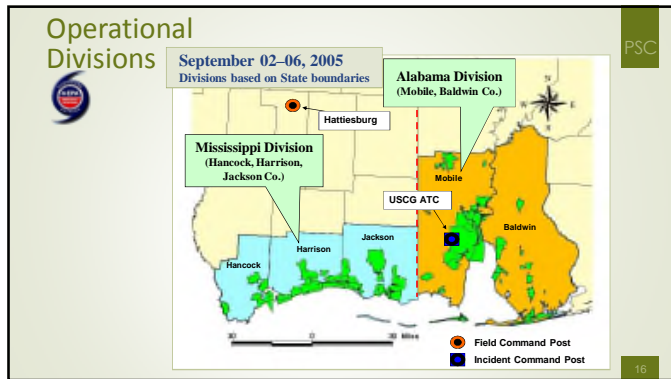 Operational
Divisions
PSC
September 02–06, 2005
Divisions based on State boundaries
Alabama Division
(Mobile, Baldwin Co.)
N
W E
S
Hattiesburg
Mississippi Division
(Hancock, Harrison,
Jackson Co.)
Mobile
USCG ATC
Baldwin
Jackson
Harrison
Hancock
30 0 30 Miles
Field Command Post
Incident Command Post
16